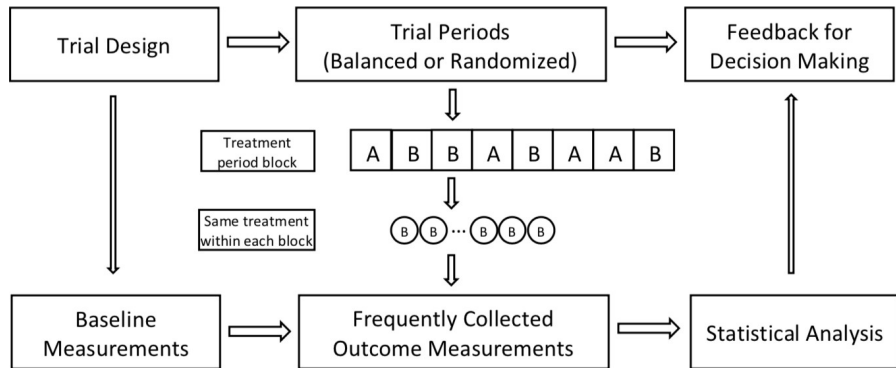 Trial Design
Trial Periods
(Balanced or Randomized)
Feedback for
Decision Making
Treatment
period block
A B B A B A A B
Same treatment
within each block
B B ... B B B
Baseline
Measurements
Frequently Collected
Outcome Measurements
Statistical Analysis